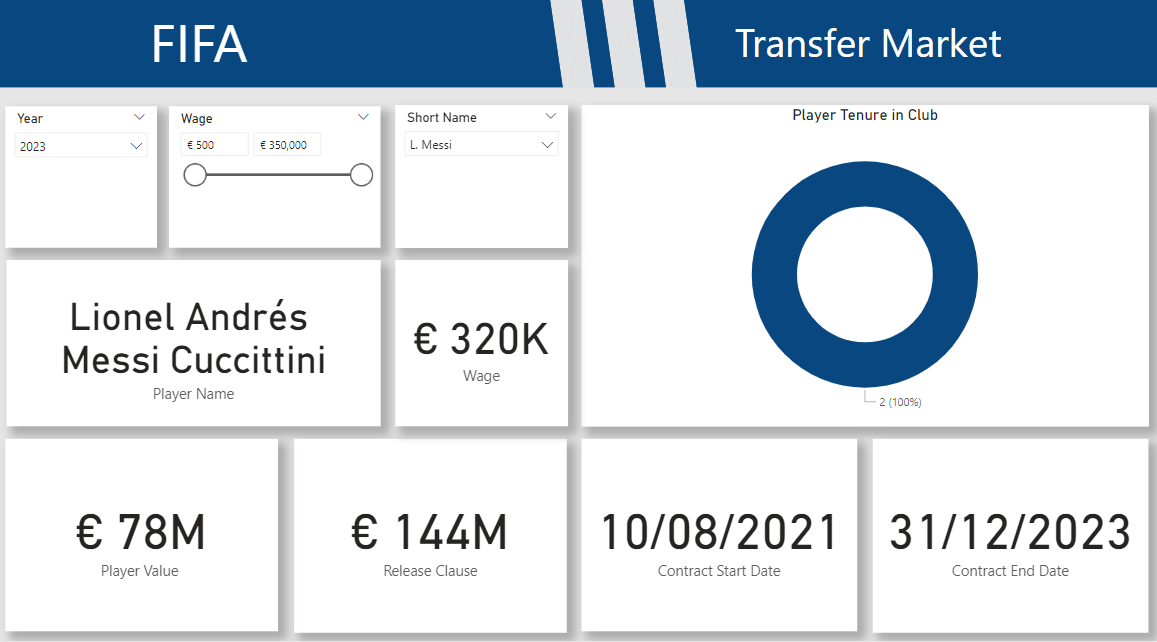 FIFA
Transfer Market
Year
2023
Wage
€ 500
€ 350,000
Short Name
L. Messi
Player Tenure in Club
2 (100%)
Lionel Andrés
Messi Cuccittini
Player Name
€ 320K
Wage
€ 78M
Player Value
€ 144M
Release Clause
10/08/2021
Contract Start Date
31/12/2023
Contract End Date